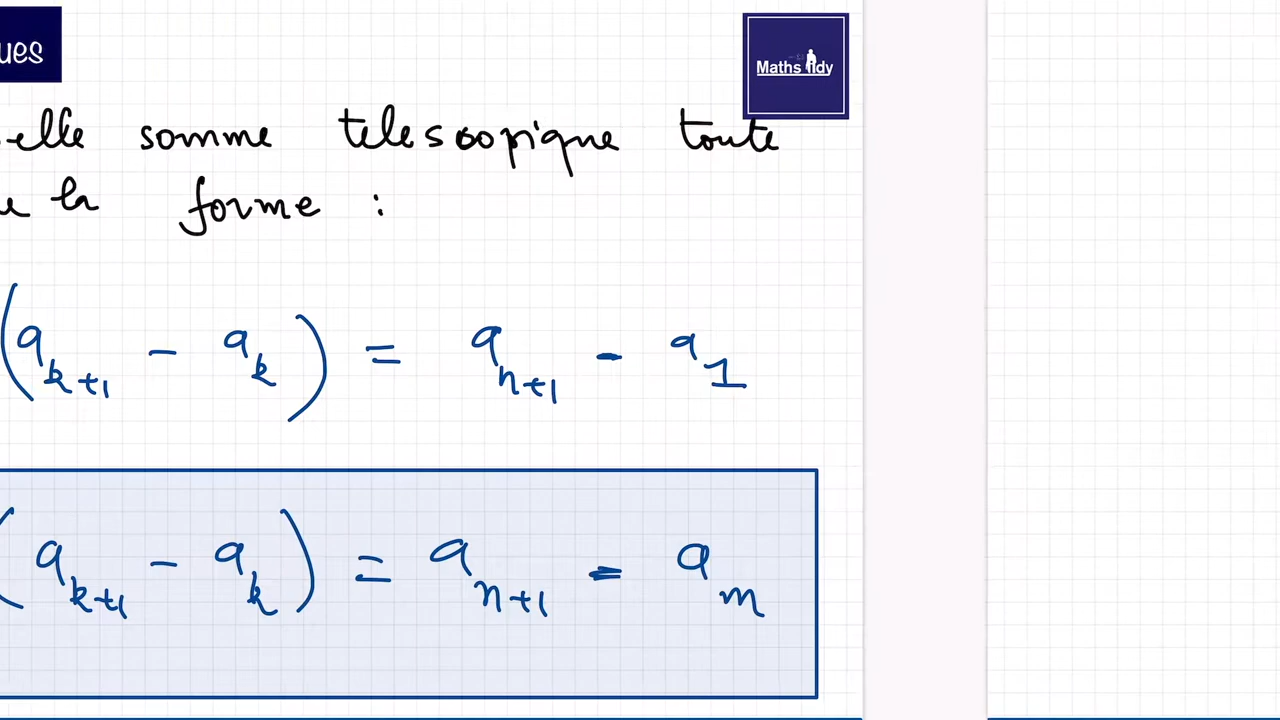 ues
Maths tidy
elle somme telescopique toute
la forme :
(a_{k+1} - a_k) = a_{n+1} - a_1
(a_{k+1} - a_k) = a_{n+1} - a_m